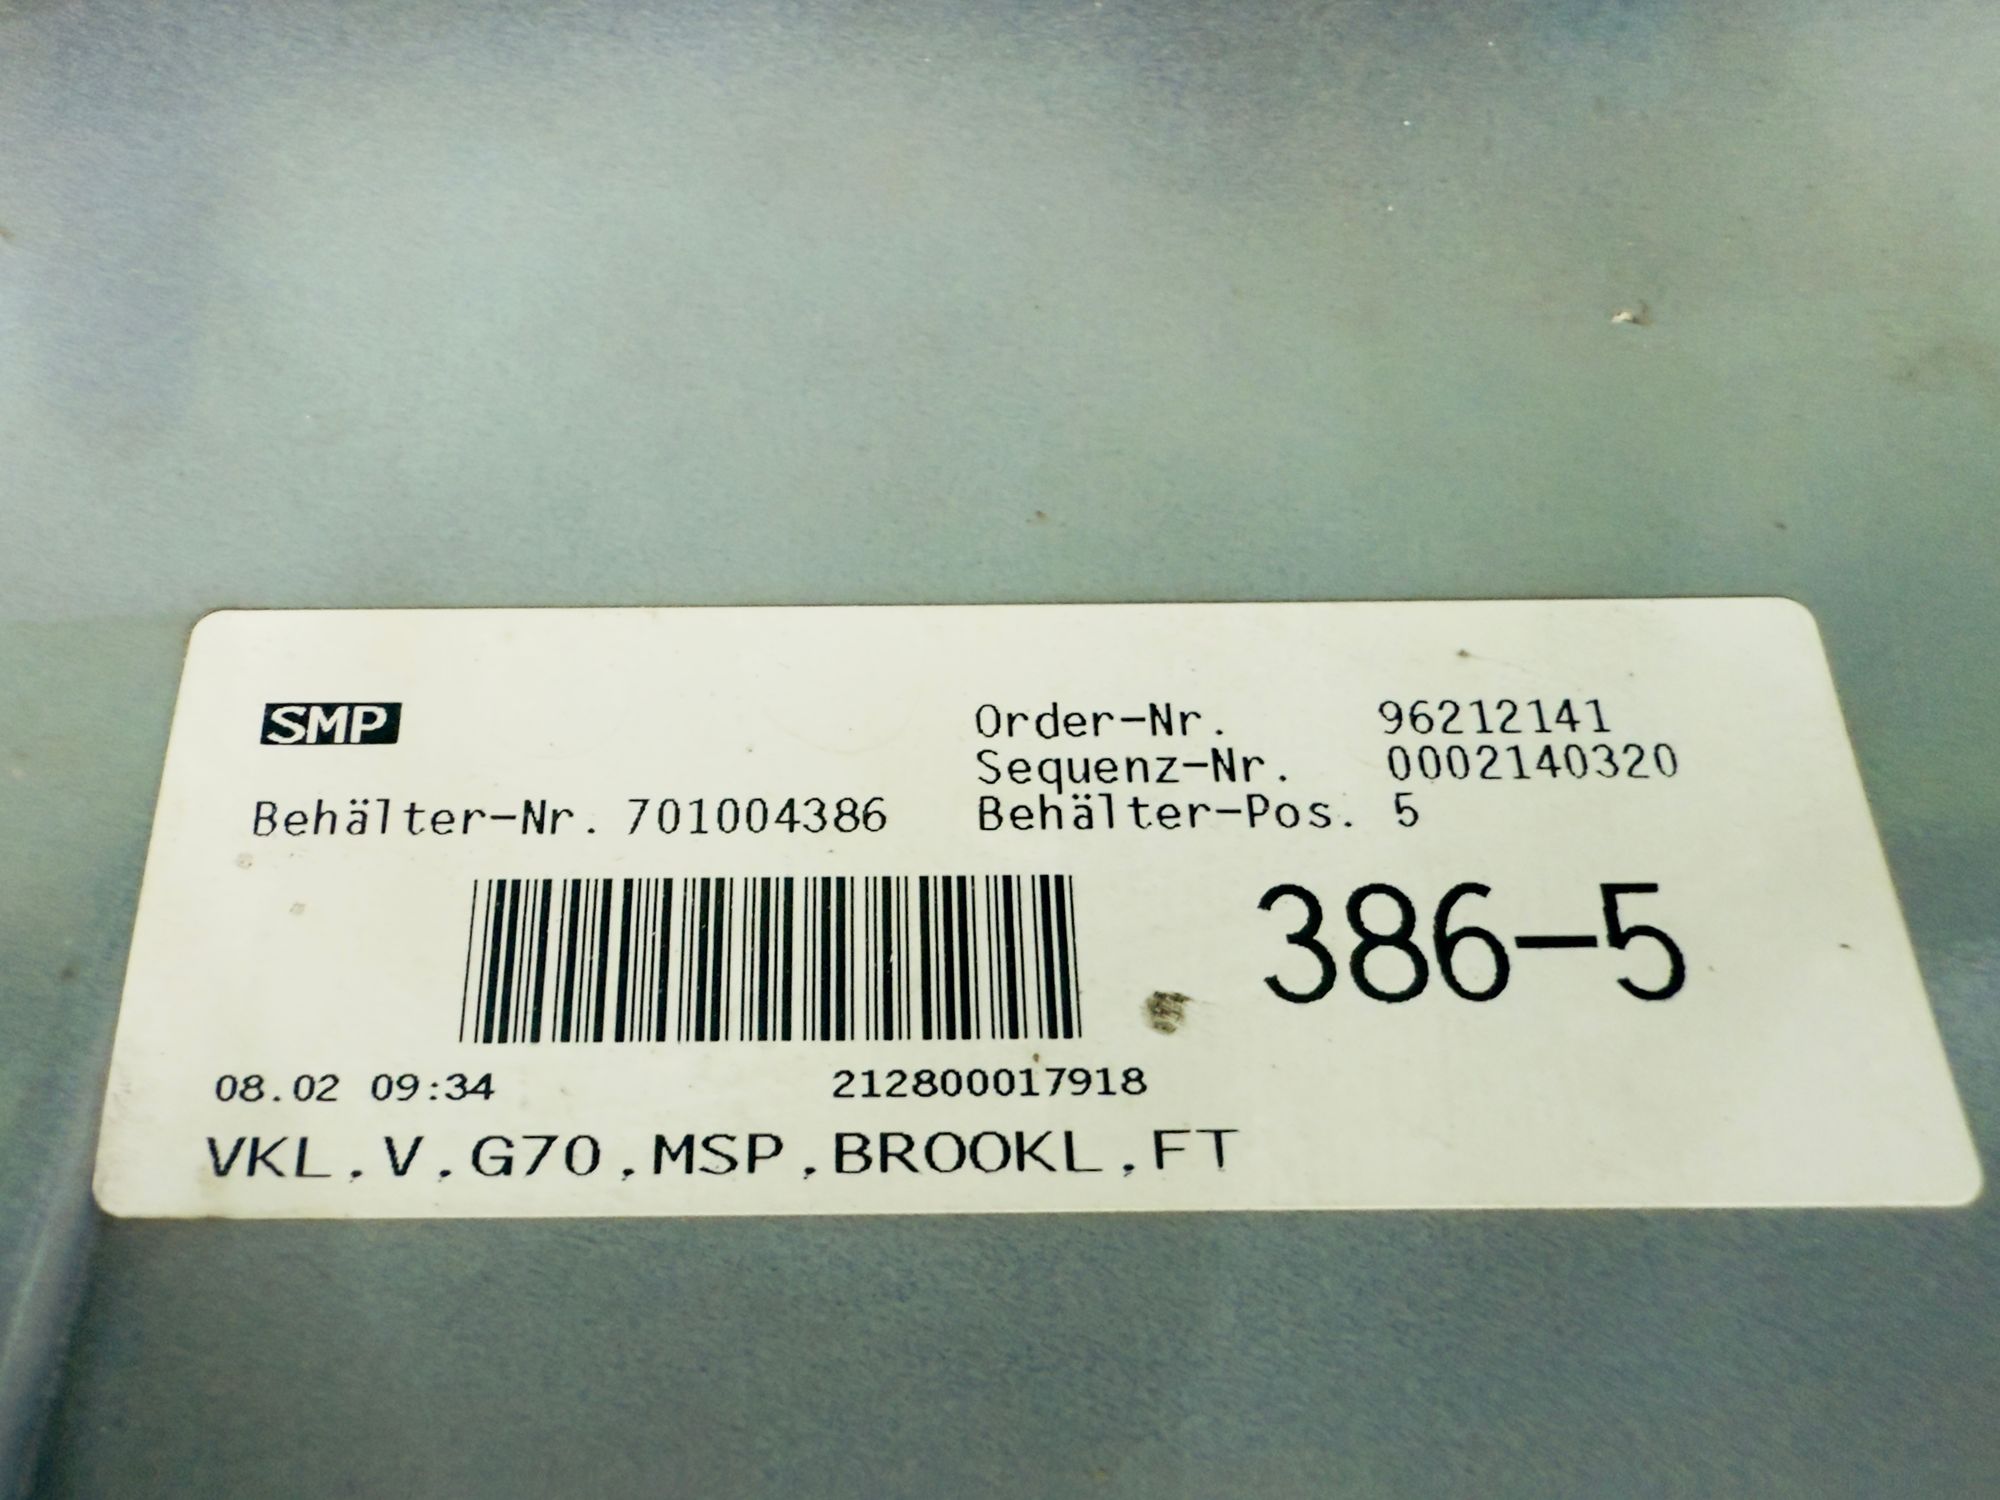 SMP
Order-Nr. 96212141
Sequenz-Nr. 0002140320
Behälter-Nr. 701004386
Behälter-Pos. 5
386-5
08.02 09:34
212800017918
VKL,V,G70,MSP,BROOKL,FT